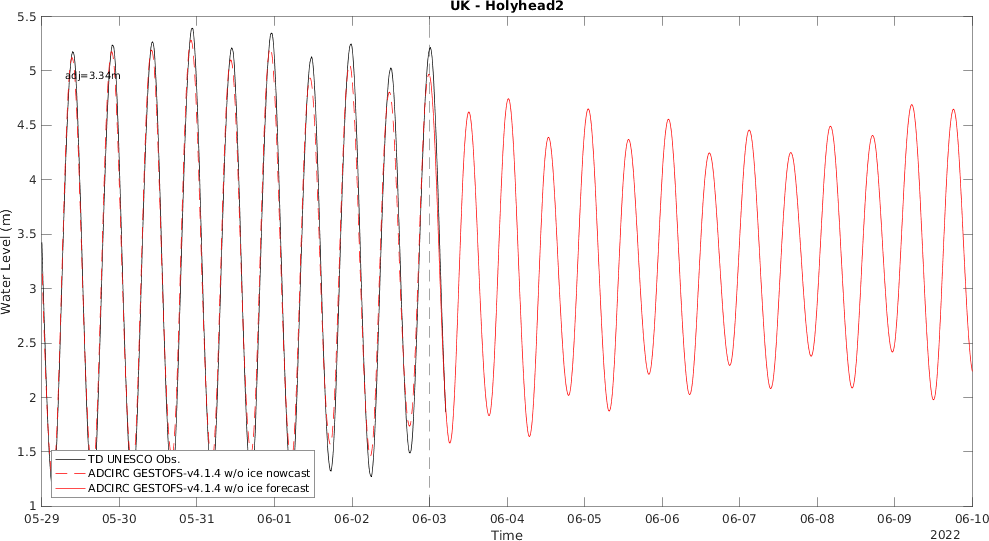 UK - Holyhead2
5.5
5
4.5
4
3.5
3
2.5
2
1.5
1
Water Level (m)
adj=3.34m
TD UNESCO Obs.
ADCIRC GESTOFS-v4.1.4 w/o ice nowcast
ADCIRC GESTOFS-v4.1.4 w/o ice forecast
05-29 05-30 05-31 06-01 06-02 06-03 06-04 06-05 06-06 06-07 06-08 06-09 06-10
Time
2022